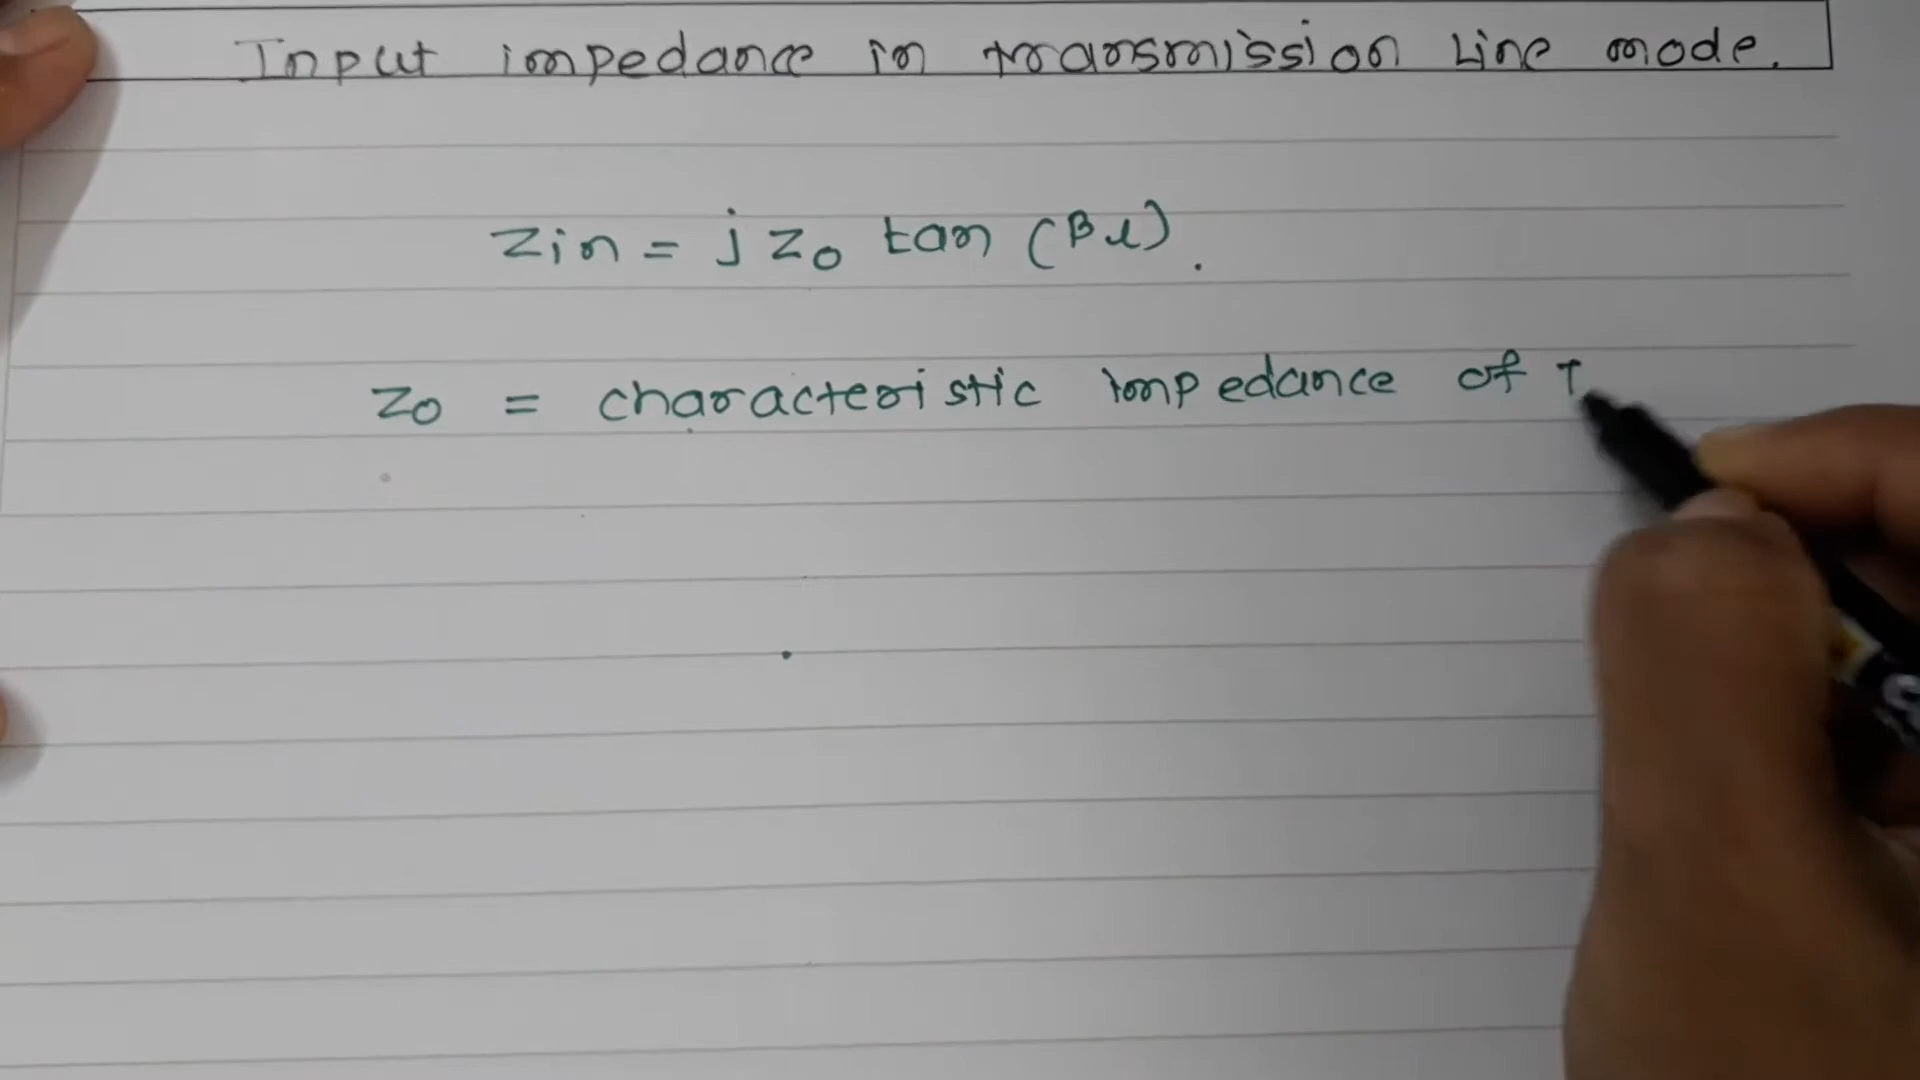 Input impedance in transmission Line mode.
Zin = j Z0 tan (βl).
Z0 = characteristic impedance of T